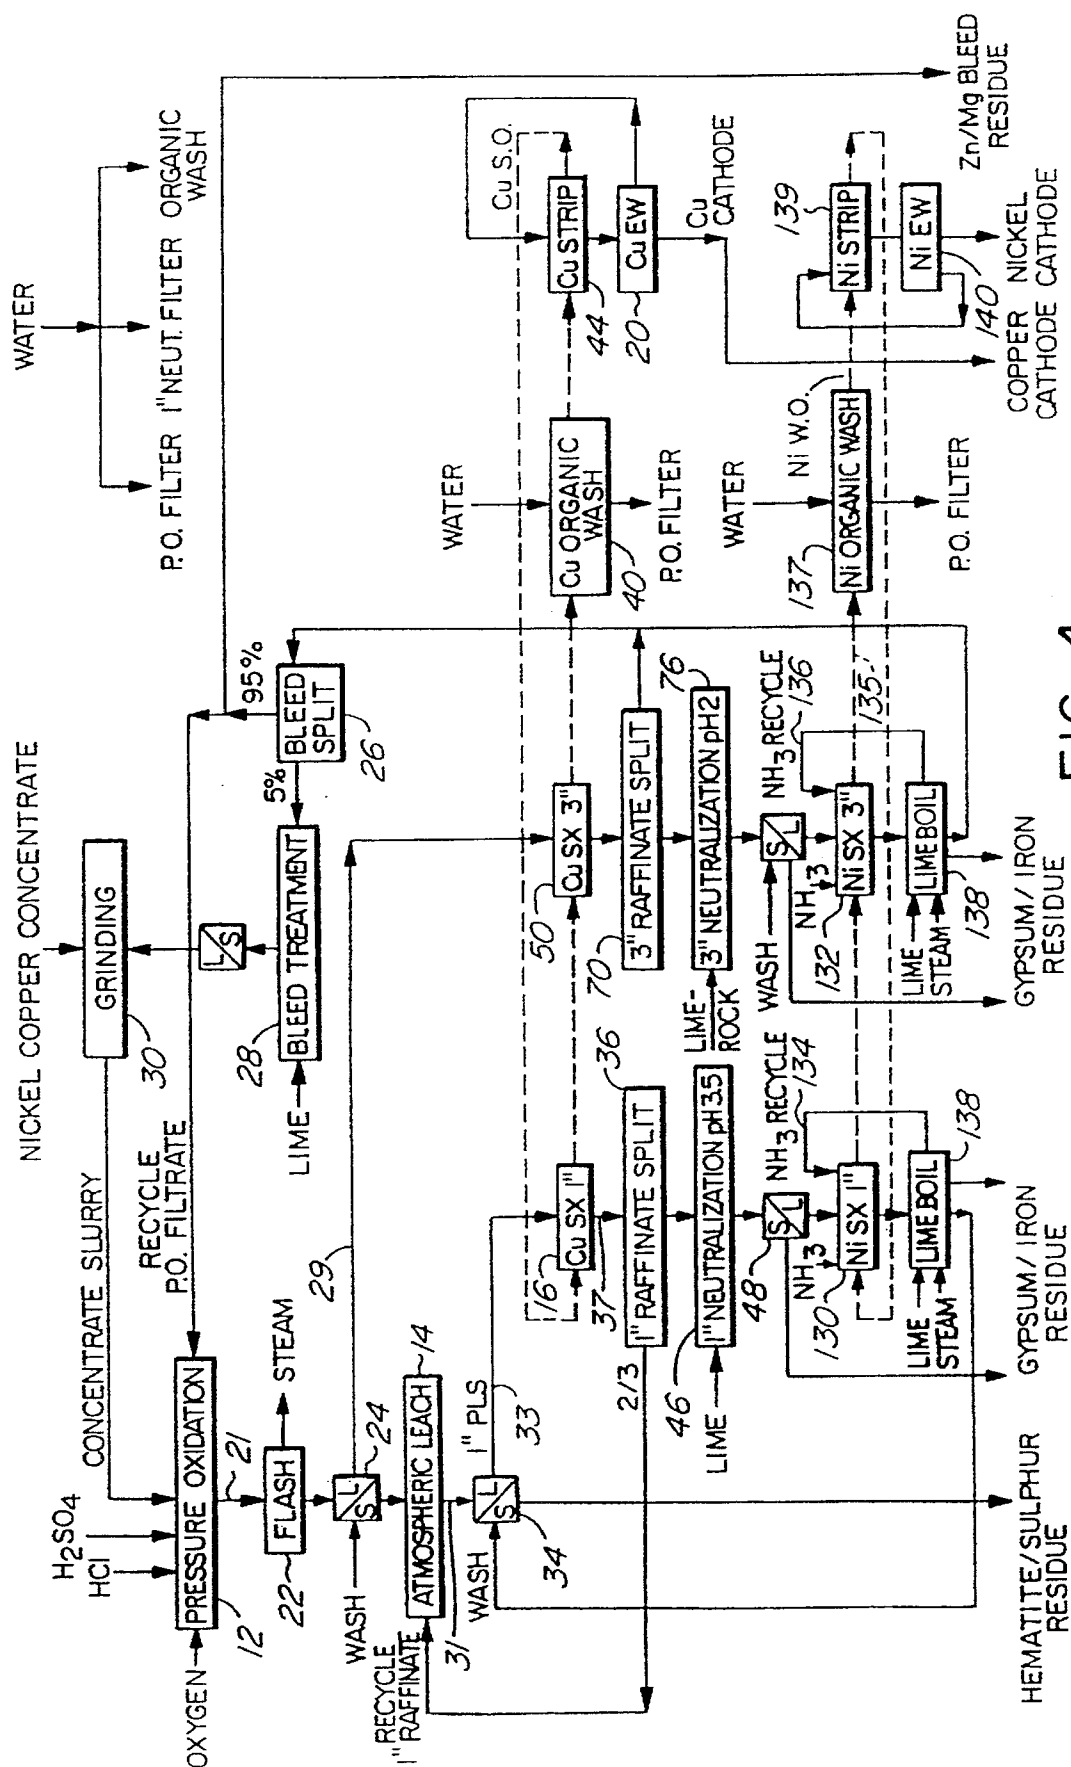 NICKEL COPPER CONCENTRATE
WATER
P.O. FILTER
1" NEUT. FILTER
ORGANIC
WASH
H2SO4
HCl
CONCENTRATE SLURRY
GRINDING
30
OXYGEN
PRESSURE OXIDATION
12
RECYCLE
P.O. FILTRATE
21
L/S
5%
95%
BLEED
SPLIT
26
BLEED TREATMENT
28
LIME
FLASH
22
STEAM
WASH
S/L
24
29
1" RECYCLE
RAFFINATE
ATMOSPHERIC LEACH
14
31
WASH
S/L
34
1" PLS
33
Cu SX 1"
16
37
Cu SX 3"
50
WATER
Cu ORGANIC
WASH
40
P.O. FILTER
Cu S.O.
Cu STRIP
44
Cu EW
20
Cu
CATHODE
1" RAFFINATE SPLIT
36
2/3
3" RAFFINATE SPLIT
70
LIME
1" NEUTRALIZATION pH3.5
46
LIME-
ROCK
3" NEUTRALIZATION pH2
76
S/L
48
NH3 RECYCLE
134
WASH
S/L
NH3 RECYCLE
136
NH3
Ni SX 1"
130
NH3
Ni SX 3"
132
135
WATER
Ni W.O.
Ni ORGANIC WASH
137
P.O. FILTER
Ni STRIP
139
Ni EW
140
LIME
STEAM
LIME BOIL
138
LIME
STEAM
LIME BOIL
138
HEMATITE/SULPHUR
RESIDUE
GYPSUM/IRON
RESIDUE
GYPSUM/IRON
RESIDUE
COPPER
CATHODE
NICKEL
CATHODE
Zn/Mg BLEED
RESIDUE